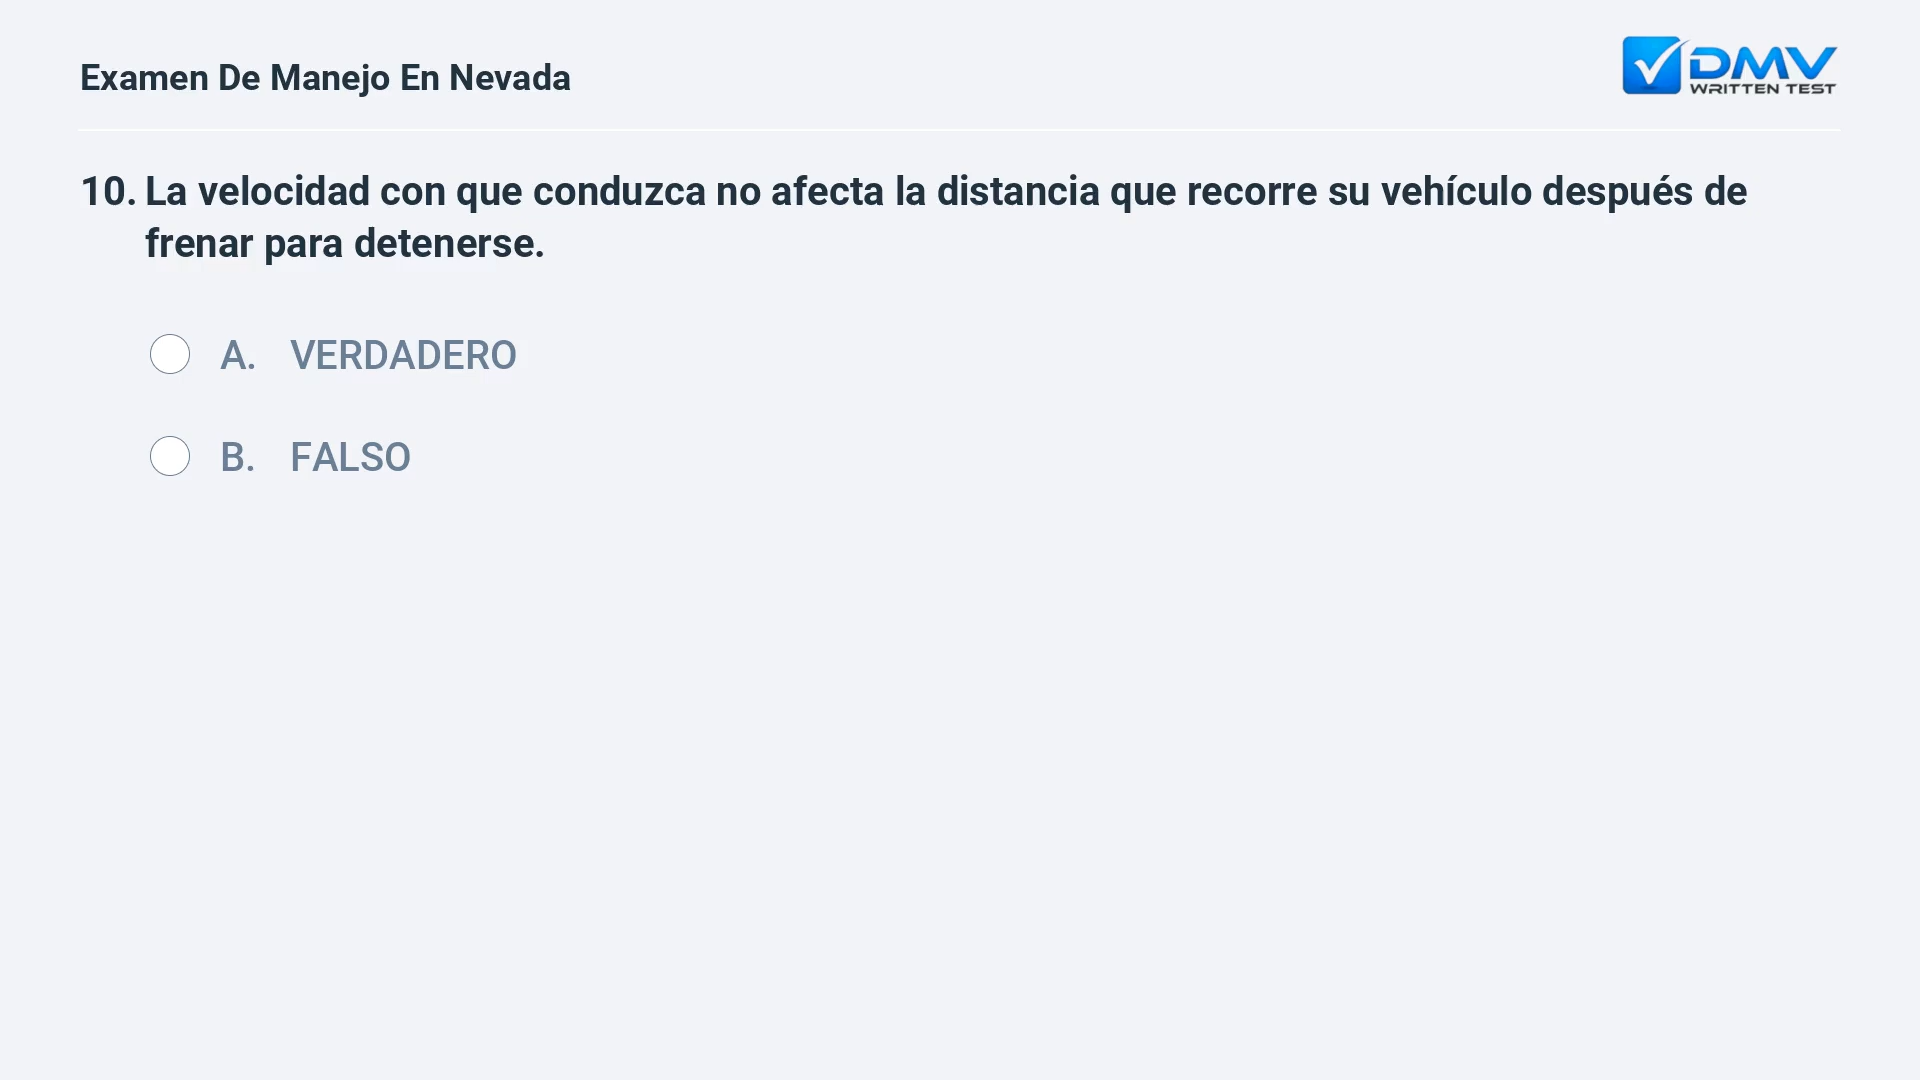 Examen De Manejo En Nevada
DMV
WRITTEN TEST
10. La velocidad con que conduzca no afecta la distancia que recorre su vehículo después de
frenar para detenerse.
A. VERDADERO
B. FALSO